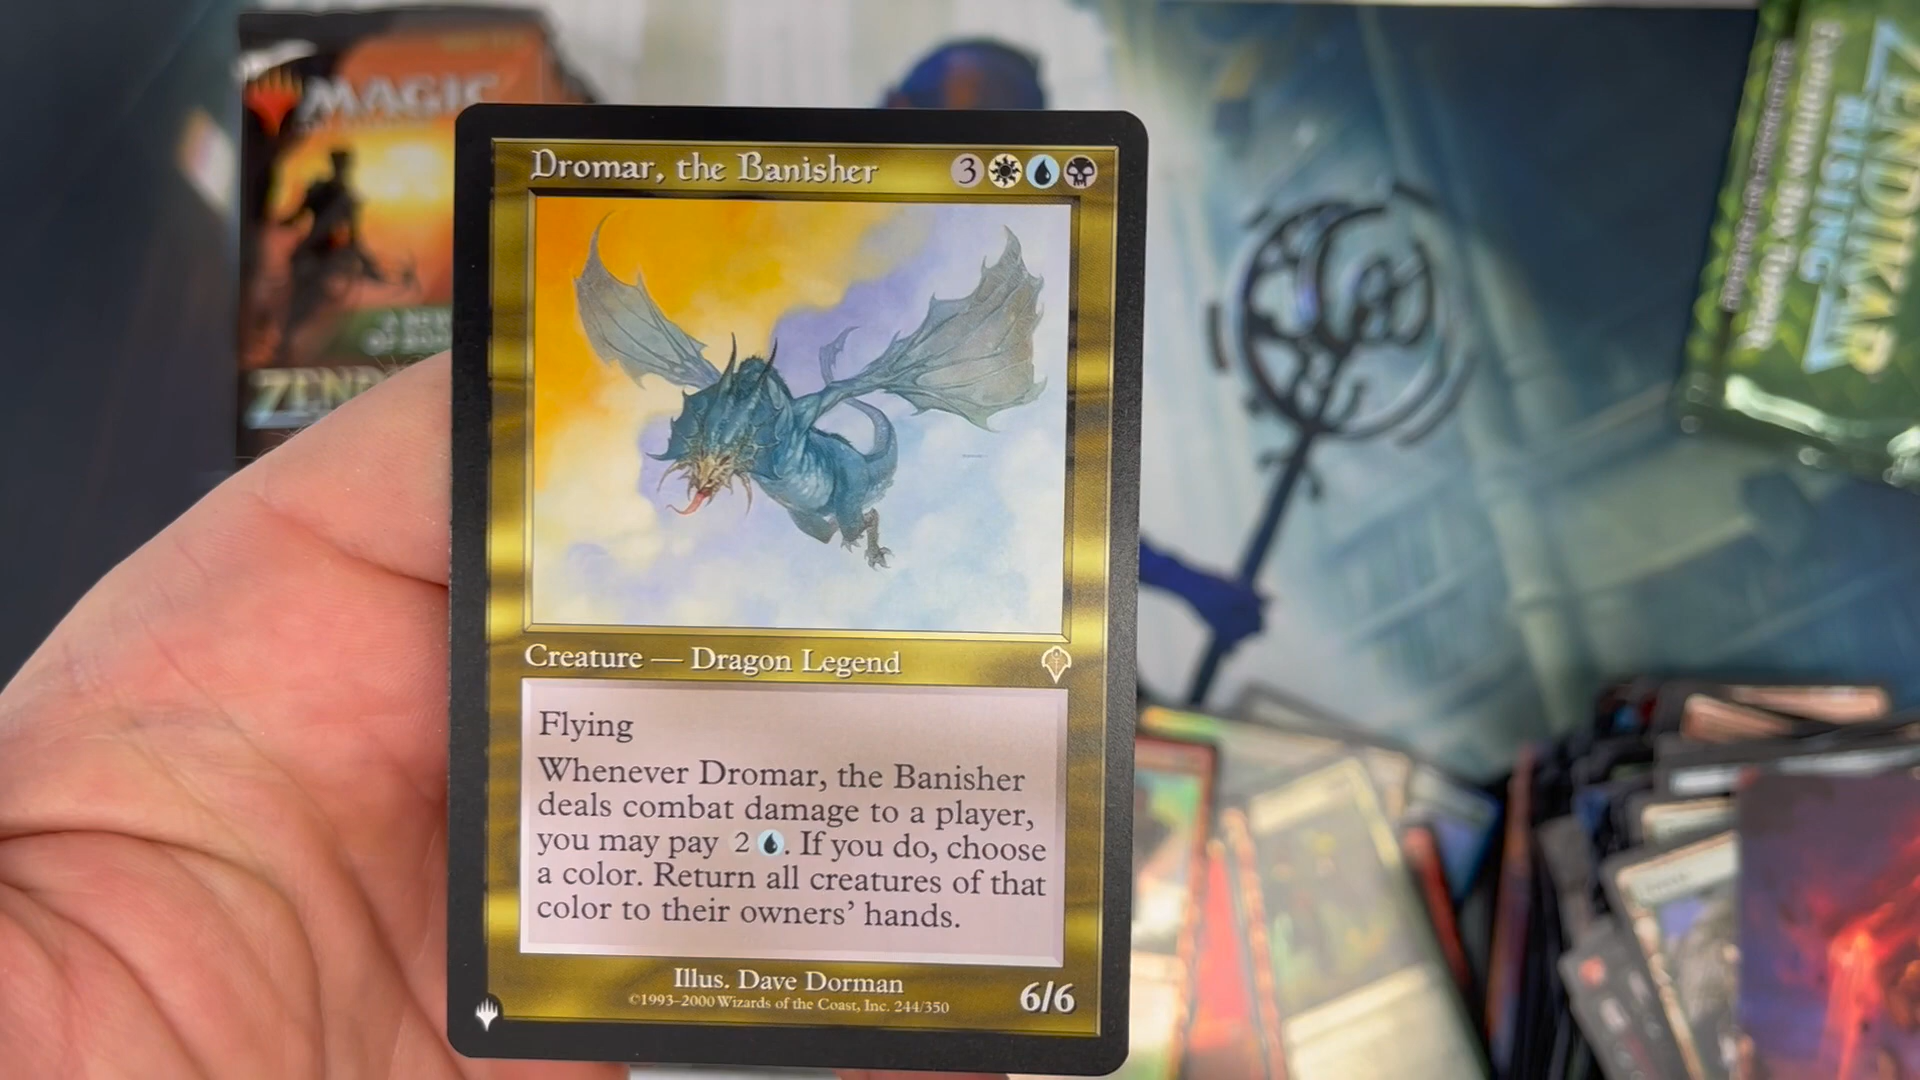 MAGIC
ZEND
ZENDIKAR
RISING
Dromar, the Banisher 3
Creature — Dragon Legend
Flying
Whenever Dromar, the Banisher
deals combat damage to a player,
you may pay 2 . If you do, choose
a color. Return all creatures of that
color to their owners’ hands.
Illus. Dave Dorman
©1993–2000 Wizards of the Coast, Inc. 244/350
6/6